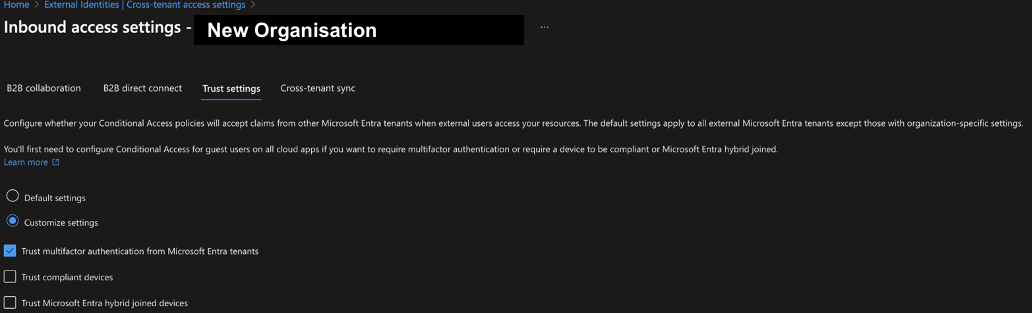 Home > External Identities | Cross-tenant access settings >
Inbound access settings - New Organisation ...
B2B collaboration B2B direct connect Trust settings Cross-tenant sync
Configure whether your Conditional Access policies will accept claims from other Microsoft Entra tenants when external users access your resources. The default settings apply to all external Microsoft Entra tenants except those with organization-specific settings.
You'll first need to configure Conditional Access for guest users on all cloud apps if you want to require multifactor authentication or require a device to be compliant or Microsoft Entra hybrid joined.
Learn more
Default settings
Customize settings
Trust multifactor authentication from Microsoft Entra tenants
Trust compliant devices
Trust Microsoft Entra hybrid joined devices